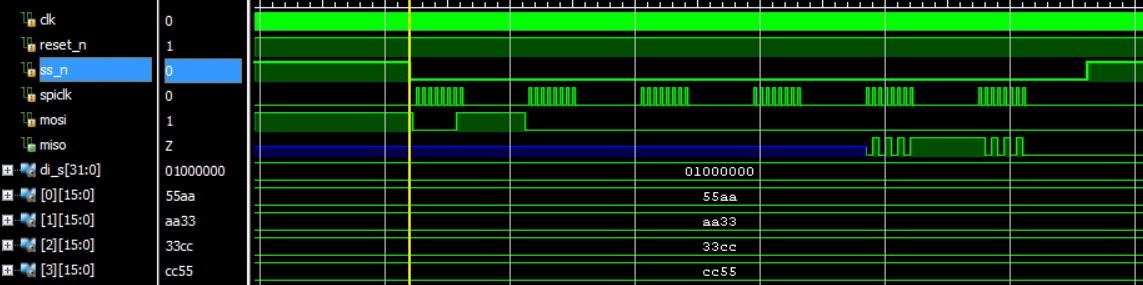 clk 0
reset_n 1
ss_n 0
spiclk 0
mosi 1
miso Z
di_s[31:0] 01000000 01000000
[0][15:0] 55aa 55aa
[1][15:0] aa33 aa33
[2][15:0] 33cc 33cc
[3][15:0] cc55 cc55